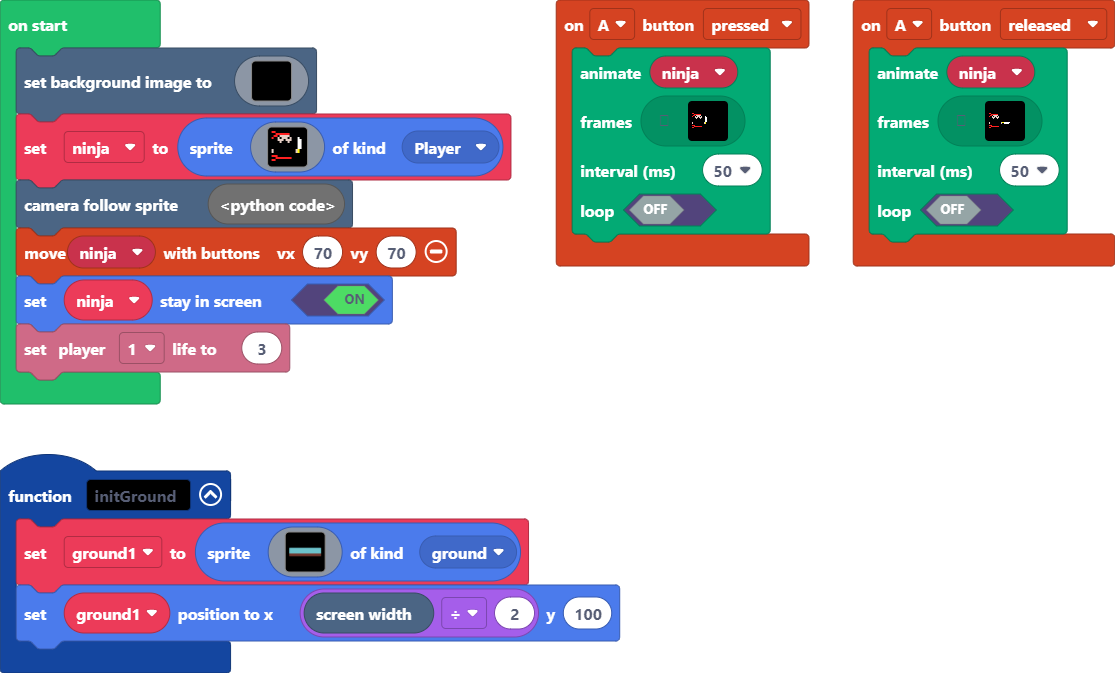 on start
set background image to
set ninja to sprite of kind Player
camera follow sprite <python code>
move ninja with buttons vx 70 vy 70
set ninja stay in screen ON
set player 1 life to 3
on A button pressed
animate ninja
frames
interval (ms) 50
loop OFF
on A button released
animate ninja
frames
interval (ms) 50
loop OFF
function initGround
set ground1 to sprite of kind ground
set ground1 position to x screen width ÷ 2 y 100